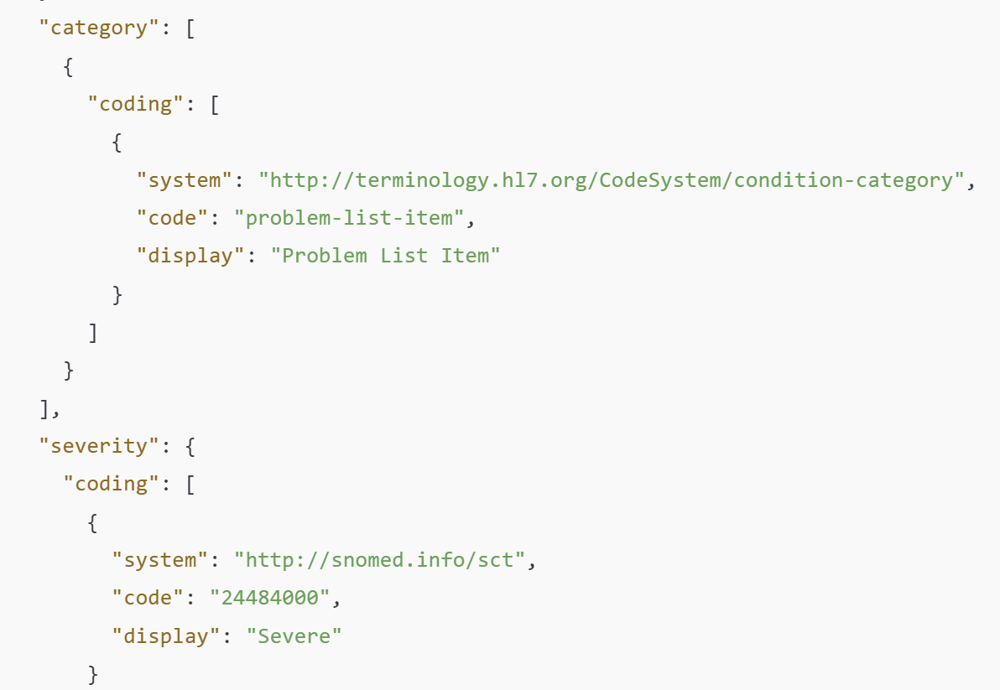 "category": [
{
"coding": [
{
"system": "http://terminology.hl7.org/CodeSystem/condition-category",
"code": "problem-list-item",
"display": "Problem List Item"
}
]
}
],
"severity": {
"coding": [
{
"system": "http://snomed.info/sct",
"code": "24484000",
"display": "Severe"
}